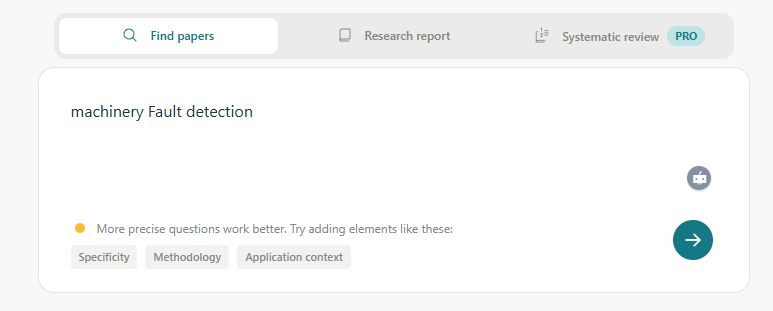 Find papers
Research report
Systematic review PRO
machinery Fault detection
More precise questions work better. Try adding elements like these:
Specificity
Methodology
Application context